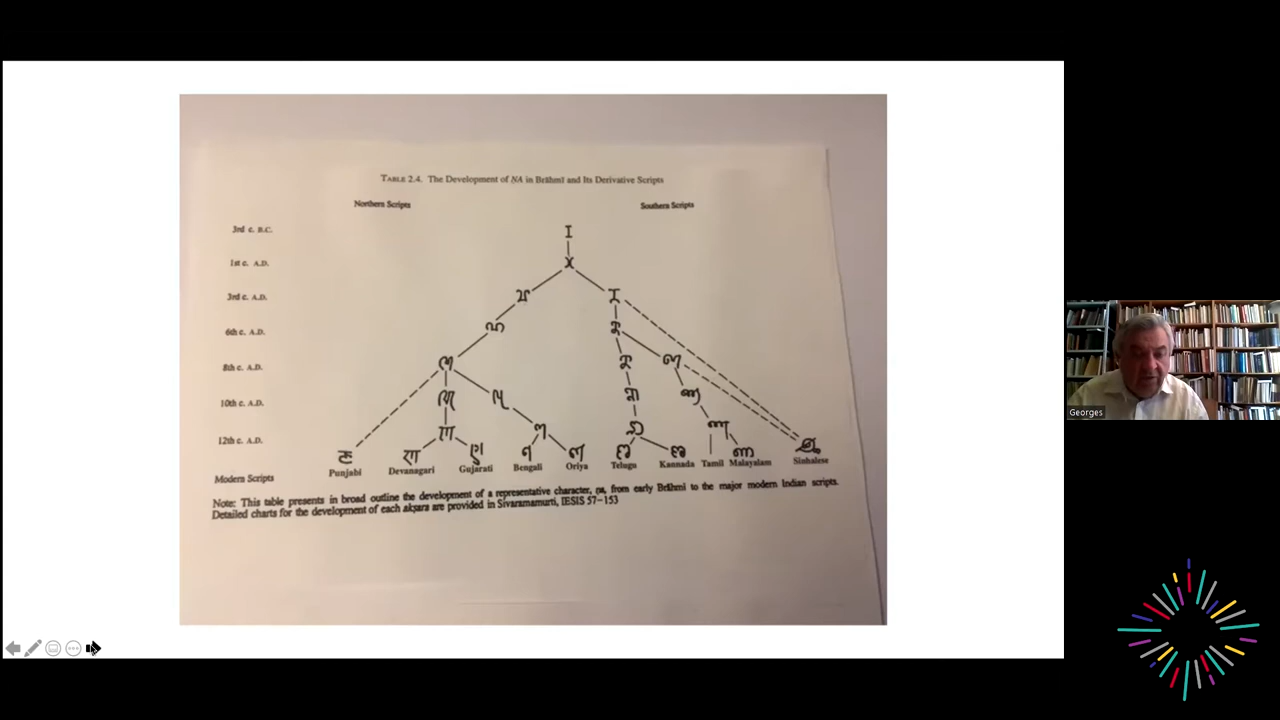 TABLE 2.4. The Development of ṆA in Brāhmī and Its Derivative Scripts
Northern Scripts Southern Scripts
3rd c. B.C.
1st c. A.D.
3rd c. A.D.
6th c. A.D.
8th c. A.D.
10th c. A.D.
12th c. A.D.
Modern Scripts Punjabi Devanagari Gujarati Bengali Oriya Telugu Kannada Tamil Malayalam Sinhalese
Note: This table presents in broad outline the development of a representative character, ṇa, from early Brāhmī to the major modern Indian scripts.
Detailed charts for the development of each akṣara are provided in Sivaramamurti, IESIS 57–153
Georges